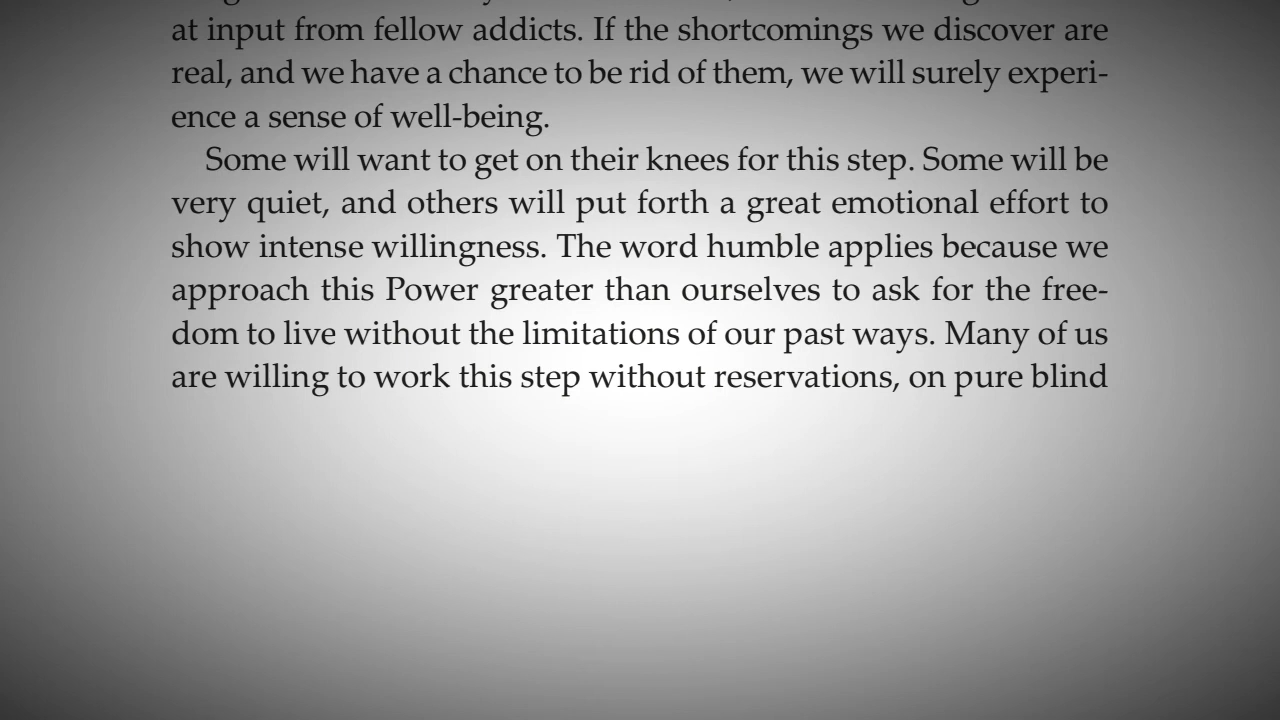 at input from fellow addicts. If the shortcomings we discover are
real, and we have a chance to be rid of them, we will surely experi-
ence a sense of well-being.
Some will want to get on their knees for this step. Some will be
very quiet, and others will put forth a great emotional effort to
show intense willingness. The word humble applies because we
approach this Power greater than ourselves to ask for the free-
dom to live without the limitations of our past ways. Many of us
are willing to work this step without reservations, on pure blind